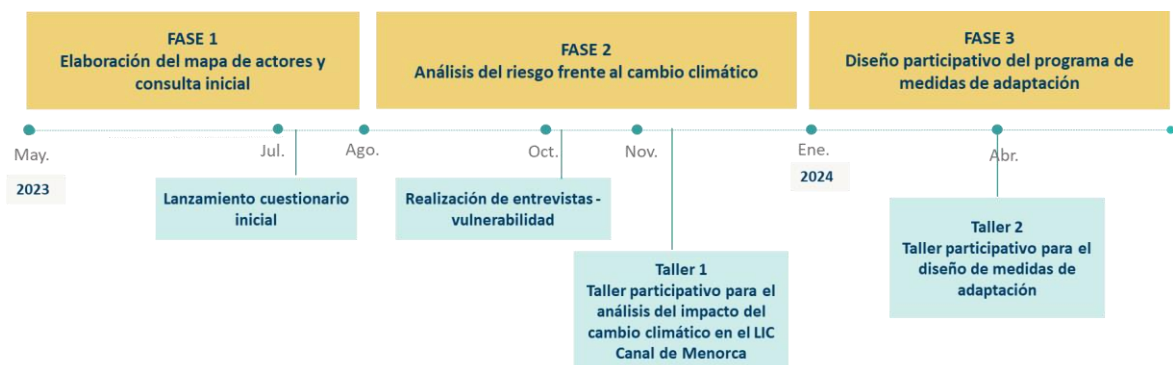 FASE 1
Elaboración del mapa de actores y
consulta inicial
FASE 2
Análisis del riesgo frente al cambio climático
FASE 3
Diseño participativo del programa de
medidas de adaptación
May.
Jul.
Ago.
Oct.
Nov.
Ene.
Abr.
2023
2024
Lanzamiento cuestionario
inicial
Realización de entrevistas -
vulnerabilidad
Taller 1
Taller participativo para el
análisis del impacto del
cambio climático en el LIC
Canal de Menorca
Taller 2
Taller participativo para el
diseño de medidas de
adaptación